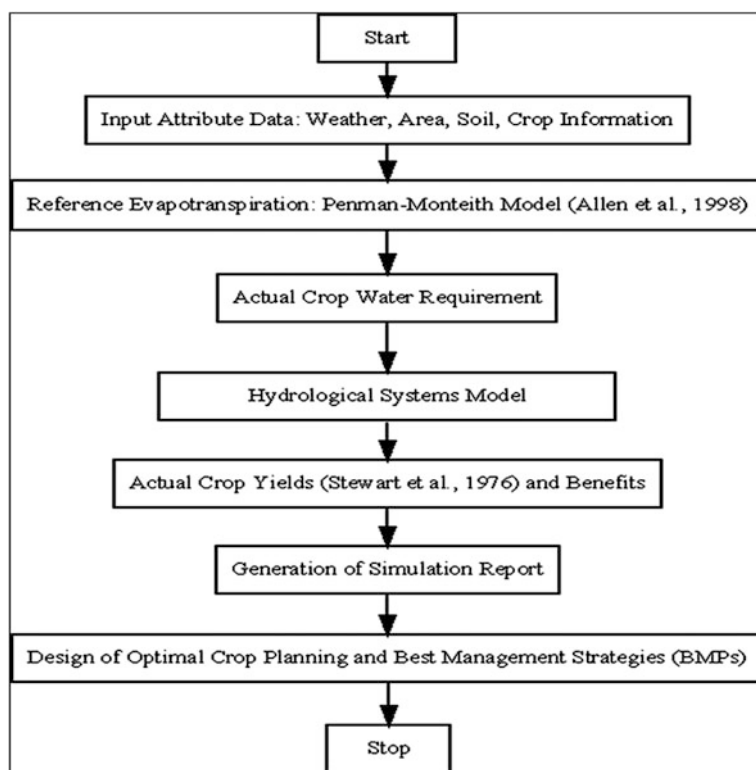 Start
Input Attribute Data: Weather, Area, Soil, Crop Information
Reference Evapotranspiration: Penman-Monteith Model (Allen et al., 1998)
Actual Crop Water Requirement
Hydrological Systems Model
Actual Crop Yields (Stewart et al., 1976) and Benefits
Generation of Simulation Report
Design of Optimal Crop Planning and Best Management Strategies (BMPs)
Stop